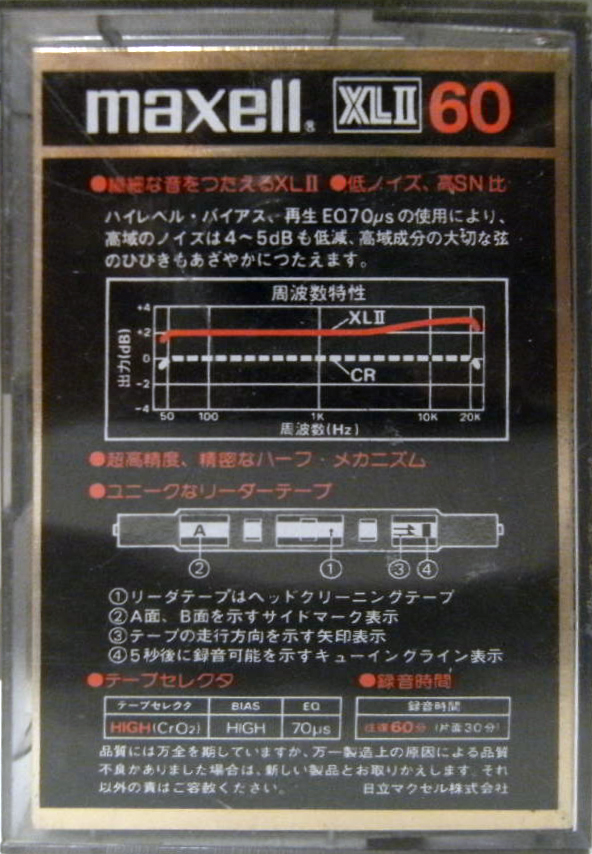 maxell® XLII 60
●繊細な音をつたえるXLII ●低ノイズ、高SN比
ハイレベル・バイアス、再生EQ70μsの使用により、
高域のノイズは4〜5dBも低減、高域成分の大切な弦
のひびきもあざやかにつたえます。
周波数特性
+4
+2
0
-2
-4
出力(dB)
XLII
CR
50 100 1K 10K 20K
周波数(Hz)
●超高精度、精密なハーフ・メカニズム
●ユニークなリーダーテープ
A
② ① ③ ④
①リーダテープはヘッドクリーニングテープ
②A面、B面を示すサイドマーク表示
③テープの走行方向を示す矢印表示
④5秒後に録音可能を示すキューイングライン表示
●テープセレクタ ●録音時間
テープセレクタ BIAS EQ 録音時間
HIGH(CrO2) HIGH 70μs 往復60分 (片面30分)
品質には万全を期していますが、万一製造上の原因による品質
不良がありました場合は、新しい製品とお取りかえします。それ
以外の責はご容赦ください。 日立マクセル株式会社